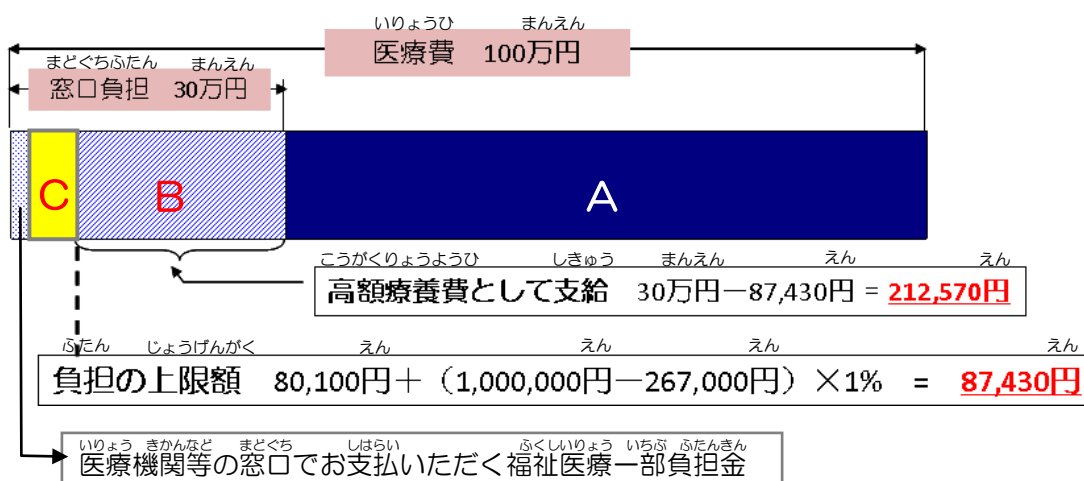 いりょうひ まんえん
医療費 100万円
まどぐちふたん まんえん
窓口負担 30万円
C B A
こうがくりょうようひ しきゅう まんえん えん えん
高額療養費として支給 30万円－87,430円 = 212,570円
ふたん じょうげんがく えん えん えん えん
負担の上限額 80,100円＋（1,000,000円－267,000円）×1% = 87,430円
いりょう きかんなど まどぐち しはらい ふくしいりょう いちぶ ふたんきん
医療機関等の窓口でお支払いただく福祉医療一部負担金